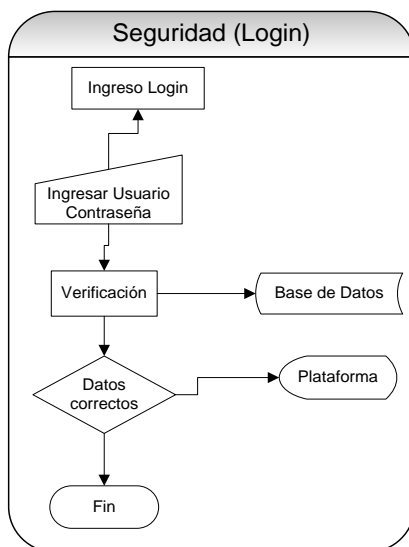 Seguridad (Login)
Ingreso Login
Ingresar Usuario
Contraseña
Verificación
Base de Datos
Datos
correctos
Plataforma
Fin